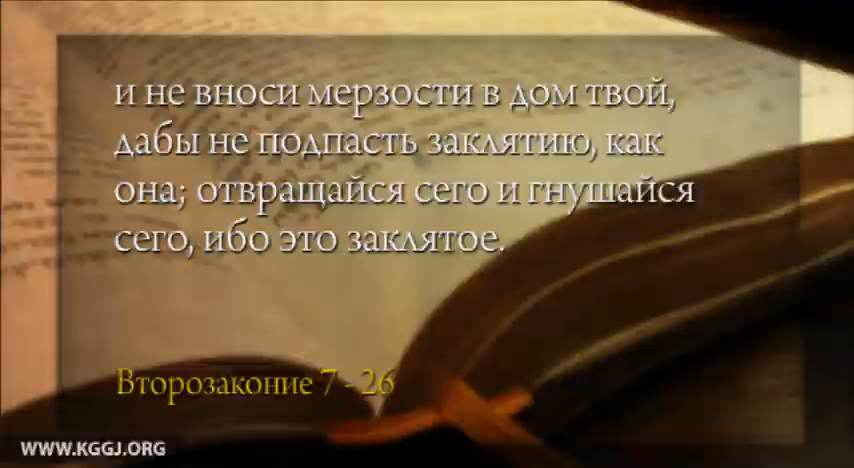 и не вноси мерзости в дом твой,
дабы не подпасть заклятию, как
она; отвращайся сего и гнушайся
сего, ибо это заклятое.
Второзаконие 7 - 26
WWW.KGGJ.ORG